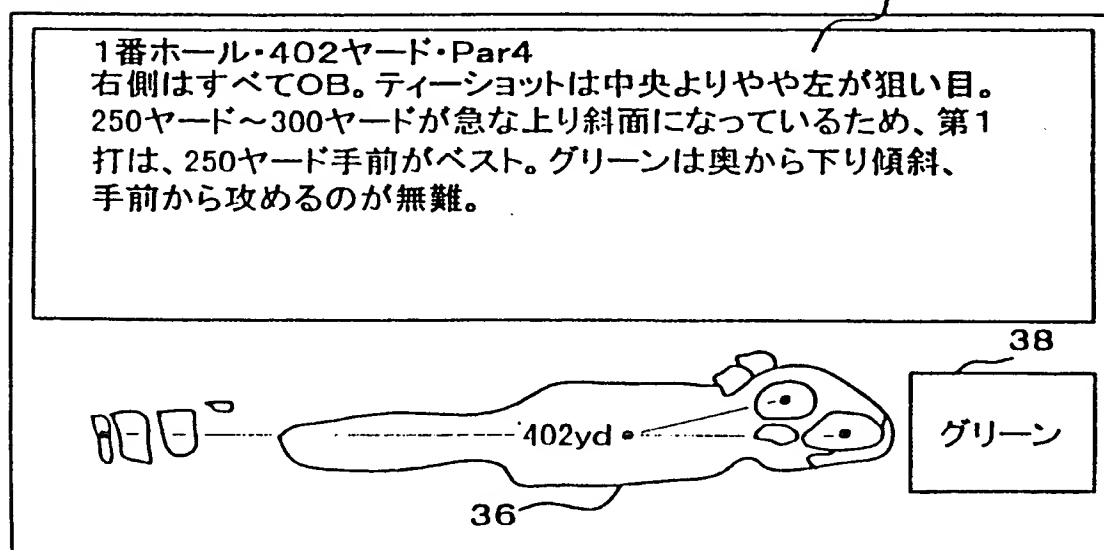 1番ホール・402ヤード・Par4
右側はすべてOB。ティーショットは中央よりやや左が狙い目。
250ヤード～300ヤードが急な上り斜面になっているため、第1
打は、250ヤード手前がベスト。グリーンは奥から下り傾斜、
手前から攻めるのが無難。
38
402yd
グリーン
36